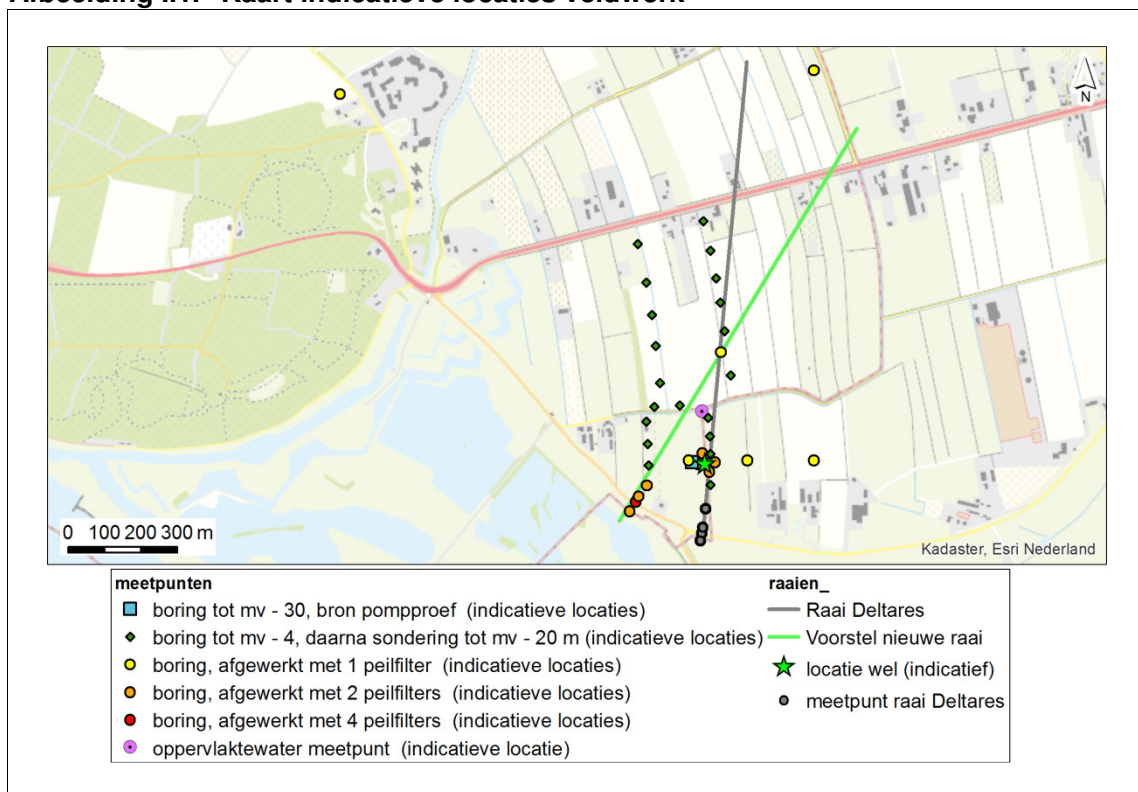 Afbeelding I.1. Kaart indicatieve locaties veldwerk
N
0 100 200 300 m
Kadaster, Esri Nederland
meetpunten
boring tot mv - 30, bron pompproef (indicatieve locaties)
boring tot mv - 4, daarna sondering tot mv - 20 m (indicatieve locaties)
boring, afgewerkt met 1 peilfilter (indicatieve locaties)
boring, afgewerkt met 2 peilfilters (indicatieve locaties)
boring, afgewerkt met 4 peilfilters (indicatieve locaties)
oppervlaktewater meetpunt (indicatieve locatie)
raaien_
Raai Deltares
Voorstel nieuwe raai
locatie wel (indicatief)
meetpunt raai Deltares